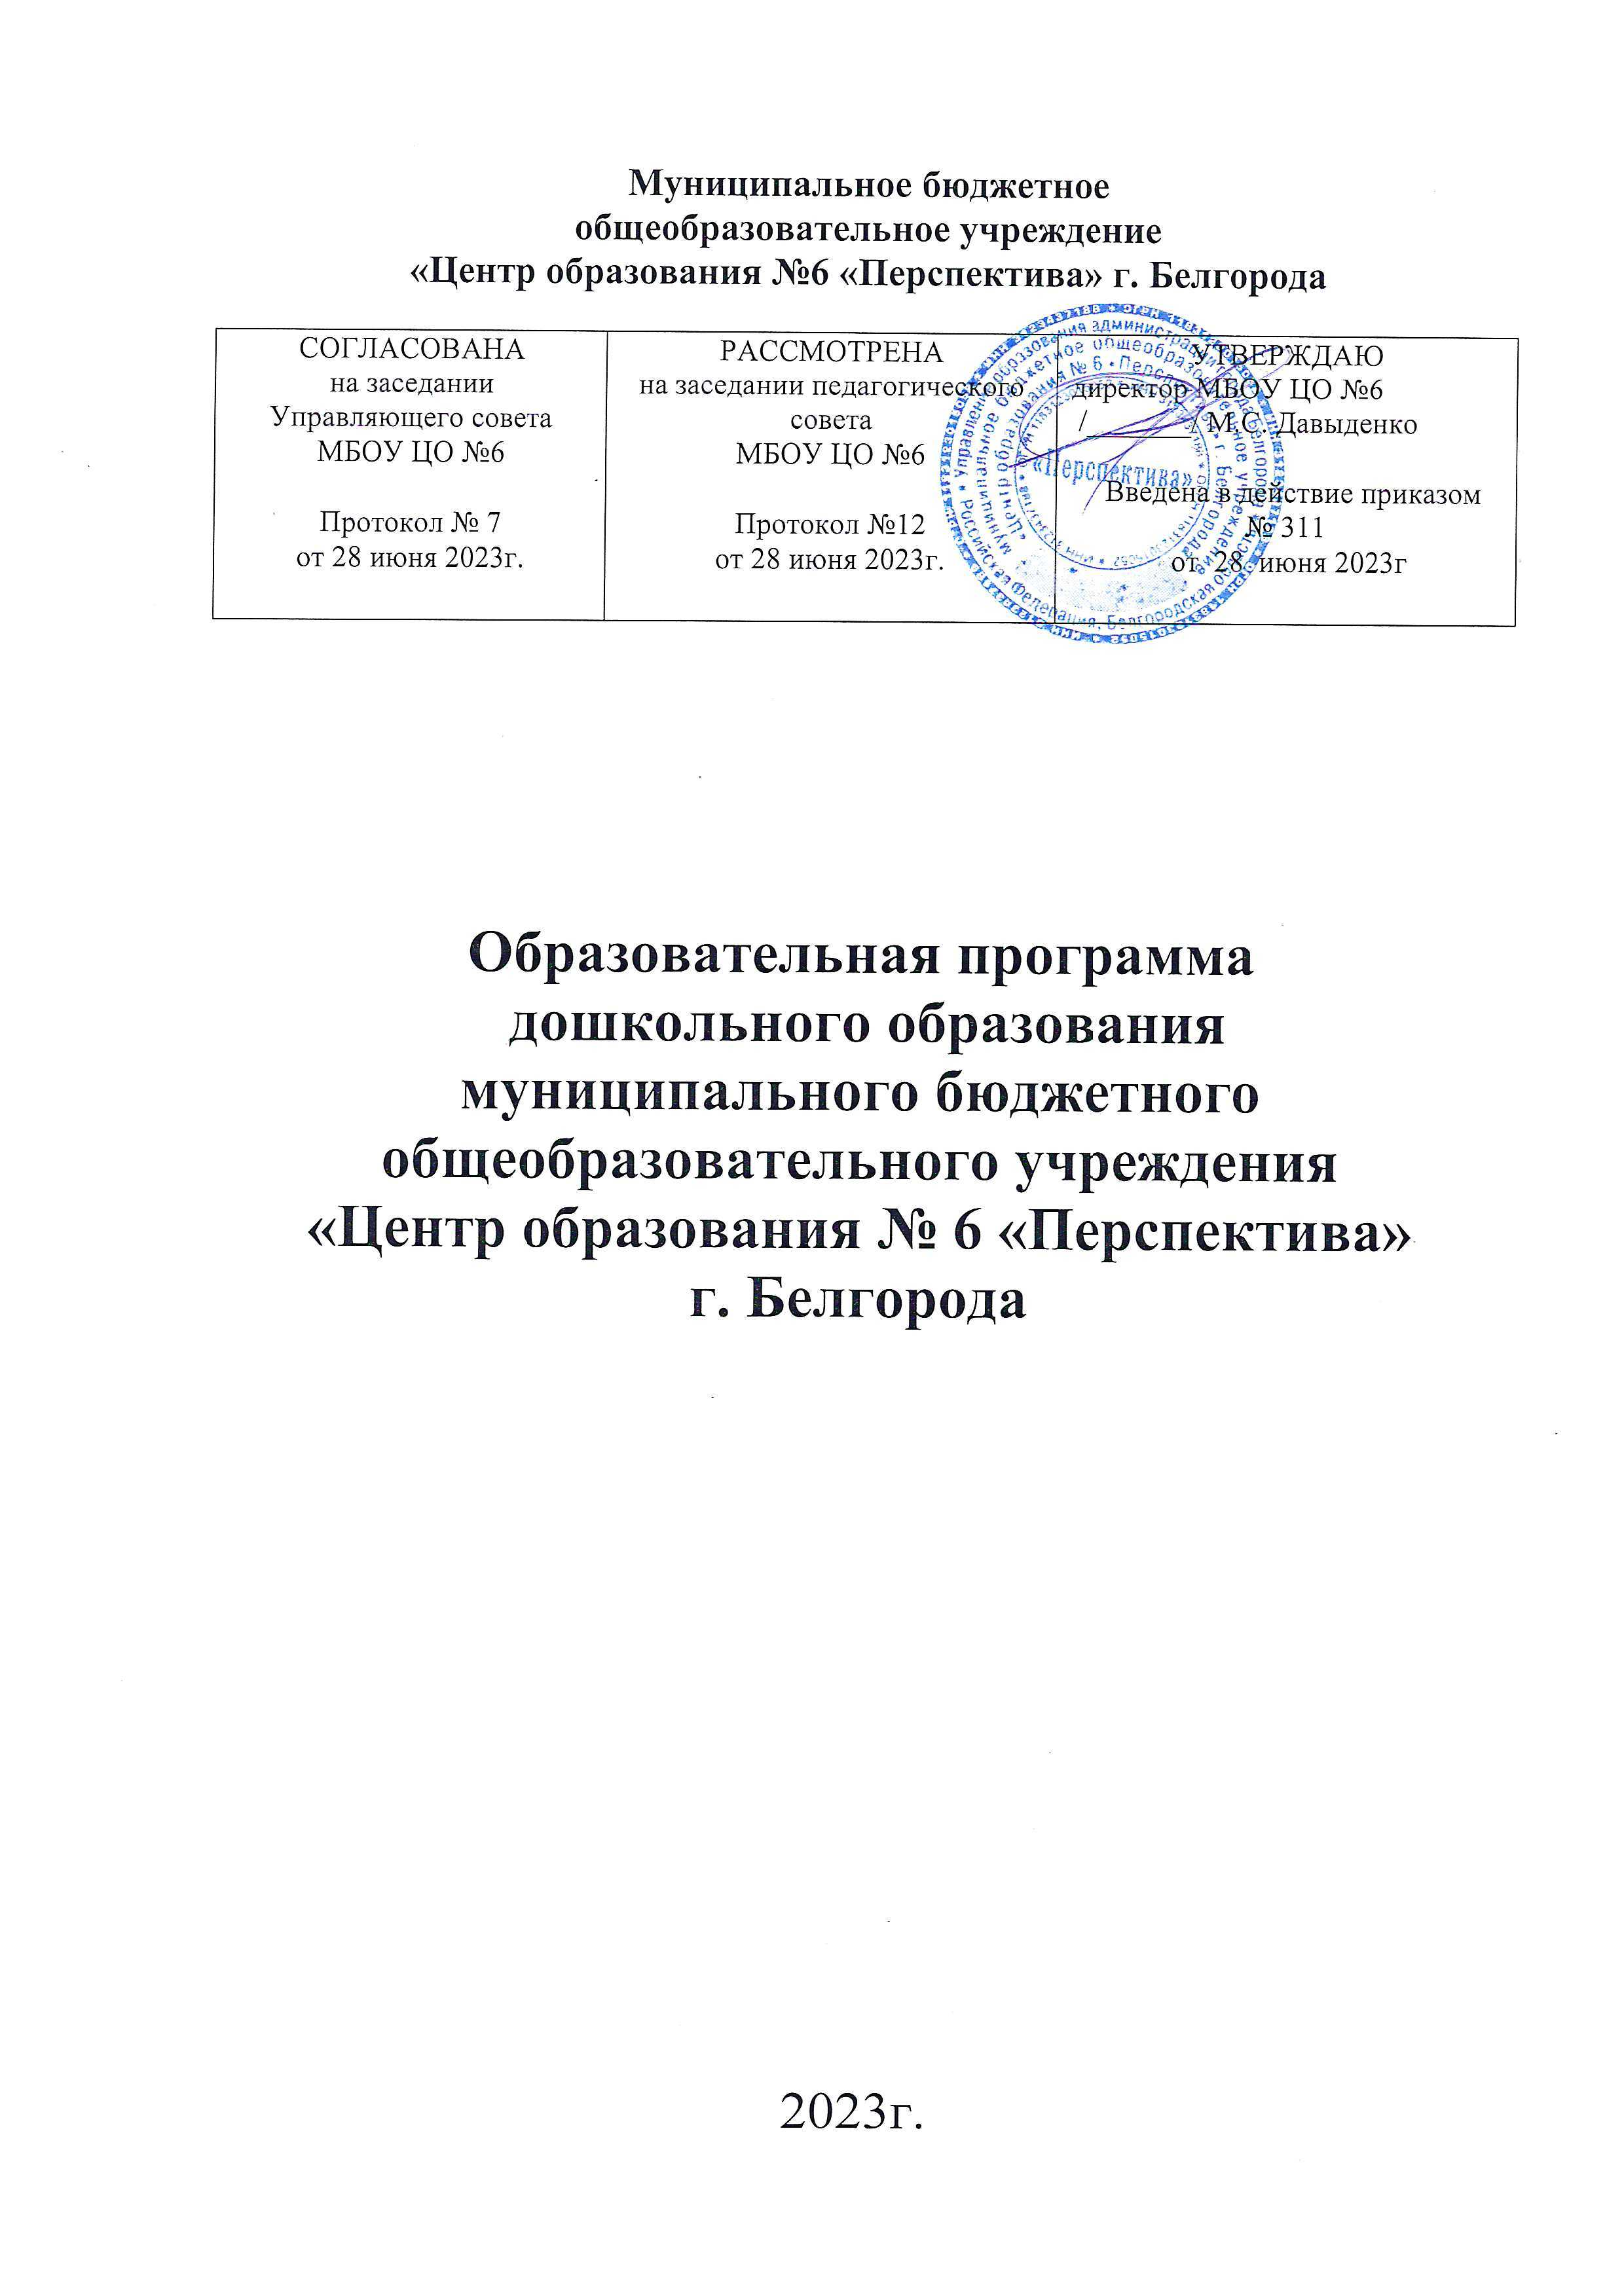 Муниципальное бюджетное
общеобразовательное учреждение
«Центр образования №6 «Перспектива» г. Белгорода
СОГЛАСОВАНА
на заседании
Управляющего совета
МБОУ ЦО №6
Протокол № 7
от 28 июня 2023г.
РАССМОТРЕНА
на заседании педагогического
совета
МБОУ ЦО №6
Протокол №12
от 28 июня 2023г.
УТВЕРЖДАЮ
директор МБОУ ЦО №6
/________/ М.С. Давыденко
Введена в действие приказом
№ 311
от 28 июня 2023г
«Перспектива»
Образовательная программа
дошкольного образования
муниципального бюджетного
общеобразовательного учреждения
«Центр образования № 6 «Перспектива»
г. Белгорода
2023г.